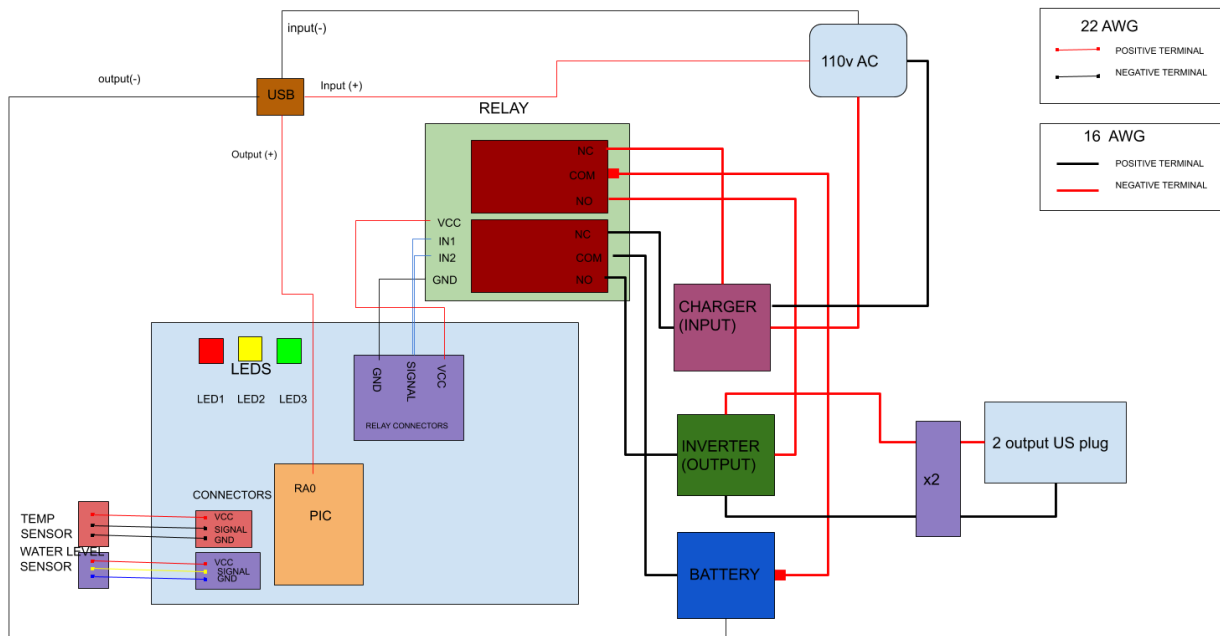 input(-)
22 AWG
POSITIVE TERMINAL
NEGATIVE TERMINAL
110v AC
output(-)
Input (+)
USB
RELAY
16 AWG
POSITIVE TERMINAL
NEGATIVE TERMINAL
Output (+)
NC
COM
NO
VCC
IN1
IN2
GND
NC
COM
NO
CHARGER
(INPUT)
LEDS
LED1 LED2 LED3
GND
SIGNAL
VCC
RELAY CONNECTORS
INVERTER
(OUTPUT)
x2
2 output US plug
CONNECTORS
RA0
PIC
TEMP
SENSOR
VCC
SIGNAL
GND
WATER LEVEL
SENSOR
VCC
SIGNAL
GND
BATTERY